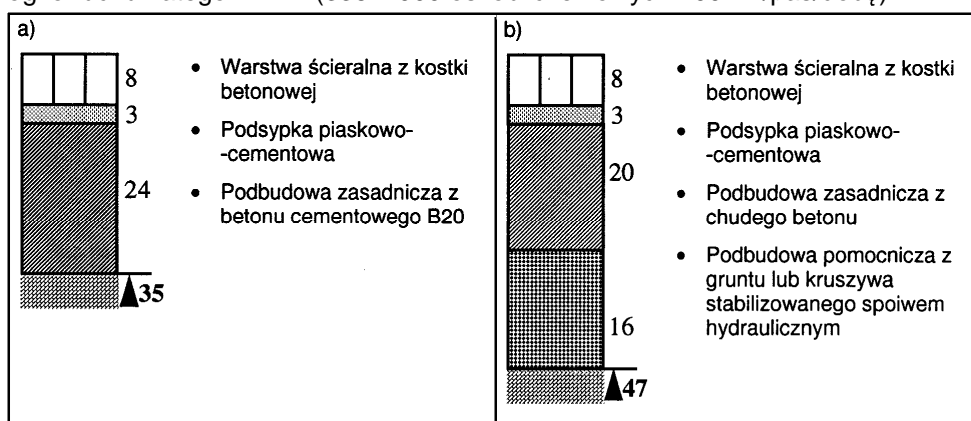 a)
8
3
24
35
• Warstwa ścieralna z kostki
betonowej
• Podsypka piaskowo-
-cementowa
• Podbudowa zasadnicza z
betonu cementowego B20
b)
8
3
20
16
47
• Warstwa ścieralna z kostki
betonowej
• Podsypka piaskowo-
-cementowa
• Podbudowa zasadnicza z
chudego betonu
• Podbudowa pomocnicza z
gruntu lub kruszywa
stabilizowanego spoiwem
hydraulicznym